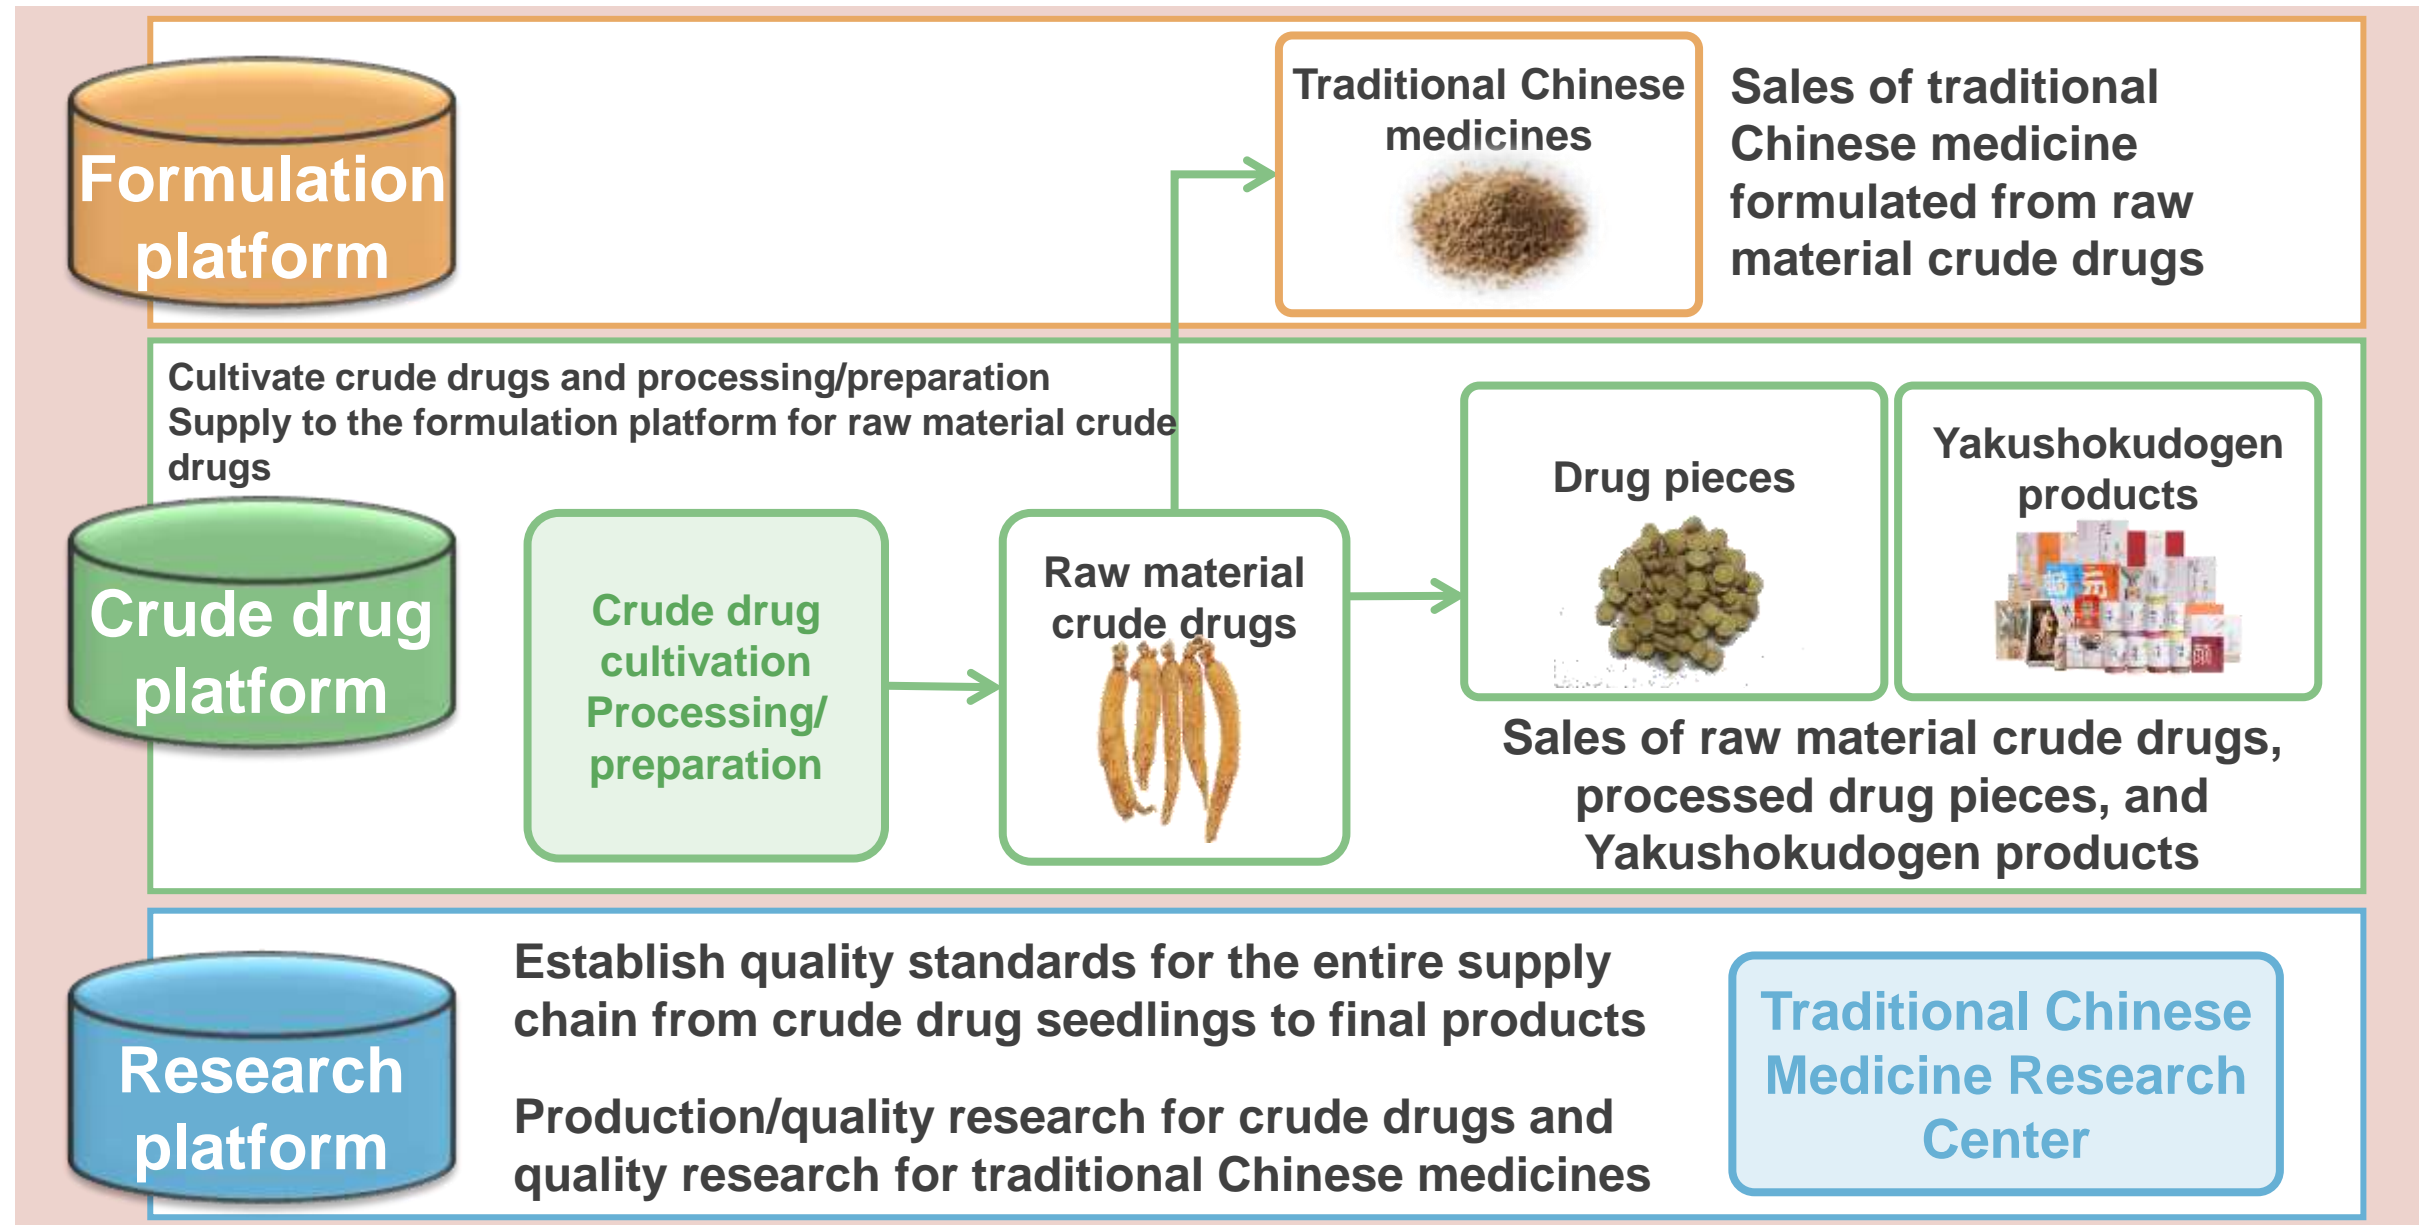 Formulation
platform
Traditional Chinese
medicines
Sales of traditional
Chinese medicine
formulated from raw
material crude drugs
Cultivate crude drugs and processing/preparation
Supply to the formulation platform for raw material crude
drugs
Crude drug
platform
Crude drug
cultivation
Processing/
preparation
Raw material
crude drugs
Drug pieces
Yakushokudogen
products
Sales of raw material crude drugs,
processed drug pieces, and
Yakushokudogen products
Research
platform
Establish quality standards for the entire supply
chain from crude drug seedlings to final products
Production/quality research for crude drugs and
quality research for traditional Chinese medicines
Traditional Chinese
Medicine Research
Center